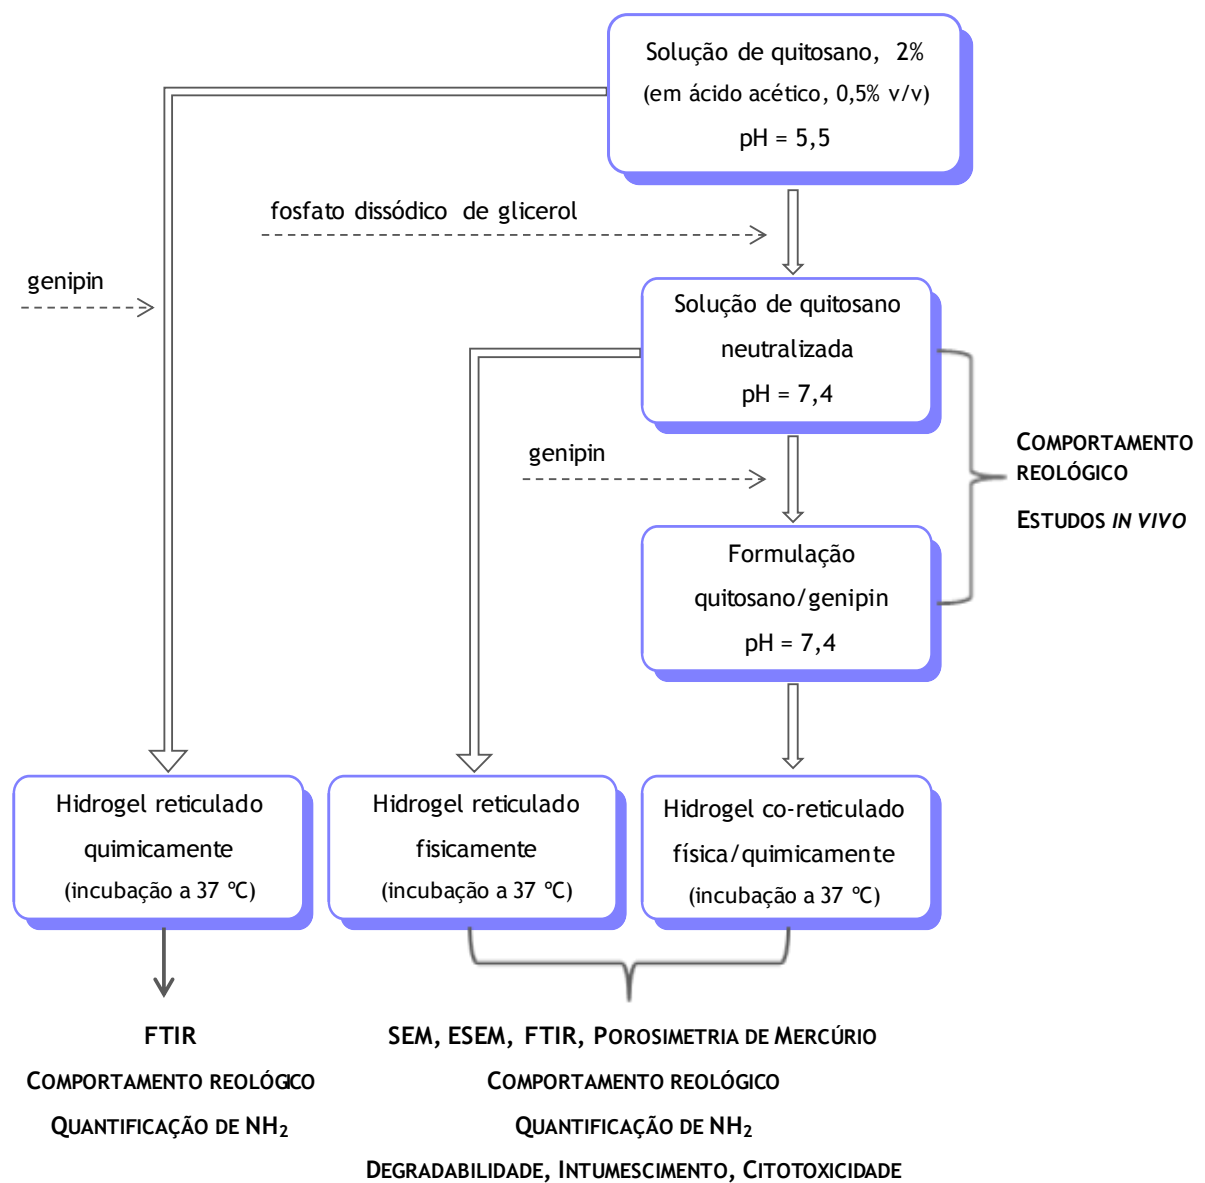 Solução de quitosano, 2%
(em ácido acético, 0,5% v/v)
pH = 5,5
fosfato dissódico de glicerol
genipin
Solução de quitosano
neutralizada
pH = 7,4
genipin
COMPORTAMENTO
REOLÓGICO
ESTUDOS IN VIVO
Formulação
quitosano/genipin
pH = 7,4
Hidrogel reticulado
quimicamente
(incubação a 37 ºC)
Hidrogel reticulado
fisicamente
(incubação a 37 ºC)
Hidrogel co-reticulado
física/quimicamente
(incubação a 37 ºC)
FTIR
COMPORTAMENTO REOLÓGICO
QUANTIFICAÇÃO DE NH₂
SEM, ESEM, FTIR, POROSIMETRIA DE MERCÚRIO
COMPORTAMENTO REOLÓGICO
QUANTIFICAÇÃO DE NH₂
DEGRADABILIDADE, INTUMESCIMENTO, CITOTOXICIDADE